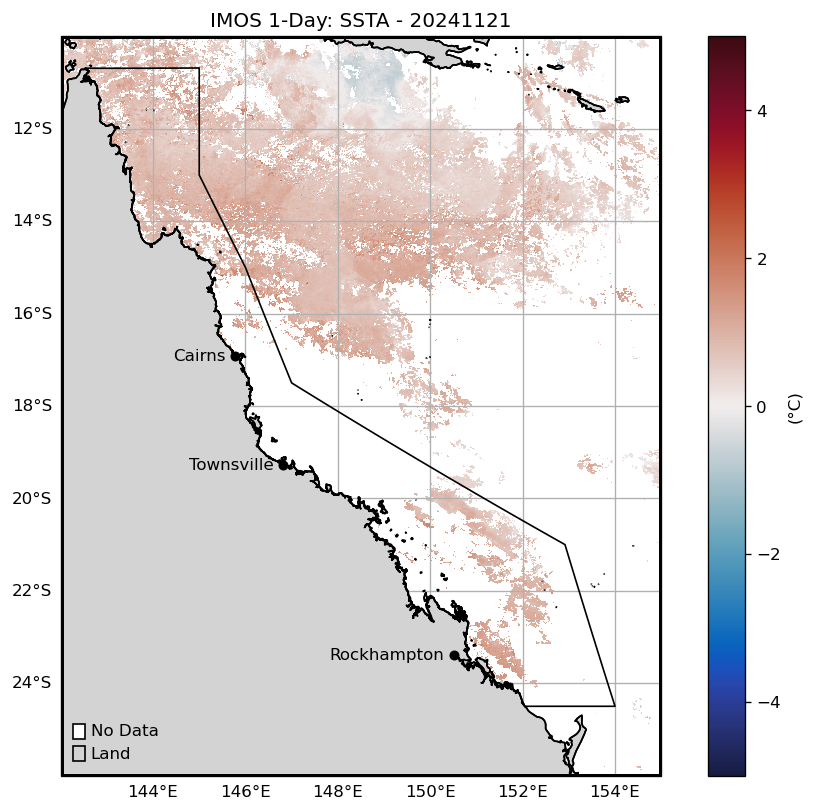 IMOS 1-Day: SSTA - 20241121
12°S
14°S
16°S
18°S
20°S
22°S
24°S
Cairns
Townsville
Rockhampton
No Data
Land
144°E
146°E
148°E
150°E
152°E
154°E
4
2
0
−2
−4
(°C)